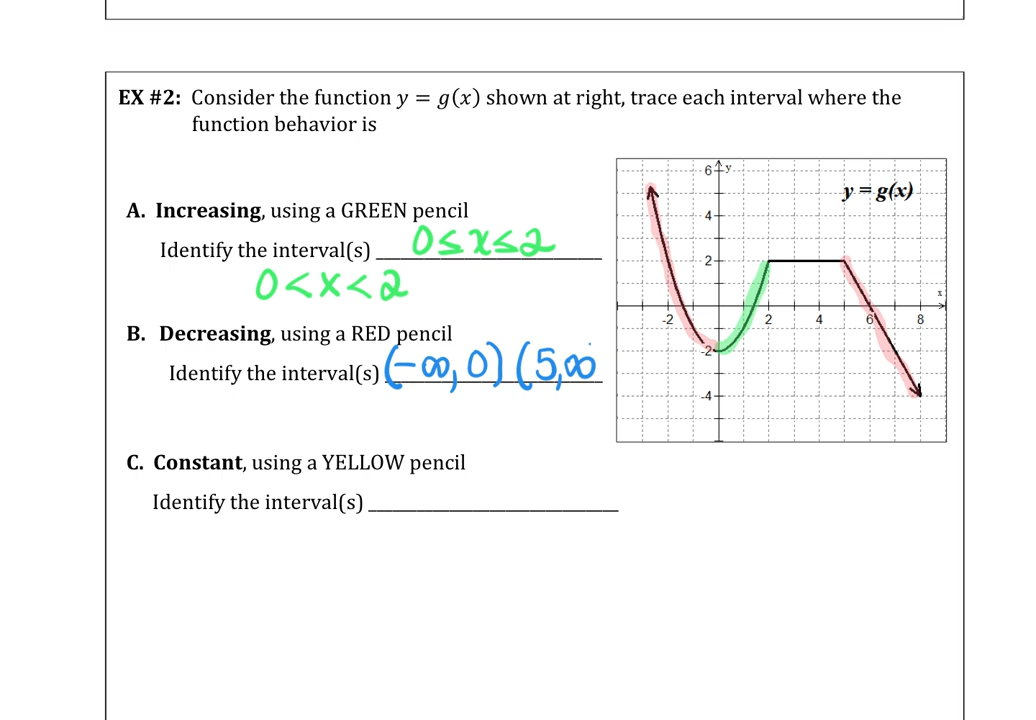 EX #2: Consider the function y = g(x) shown at right, trace each interval where the
function behavior is
6 y
y = g(x)
A. Increasing, using a GREEN pencil
4
Identify the interval(s) 0 ≤ x ≤ 2
2
0 < x < 2
x
-2 2 4 6 8
B. Decreasing, using a RED pencil
-2
Identify the interval(s) (-∞, 0) (5, ∞
-4
C. Constant, using a YELLOW pencil
Identify the interval(s)